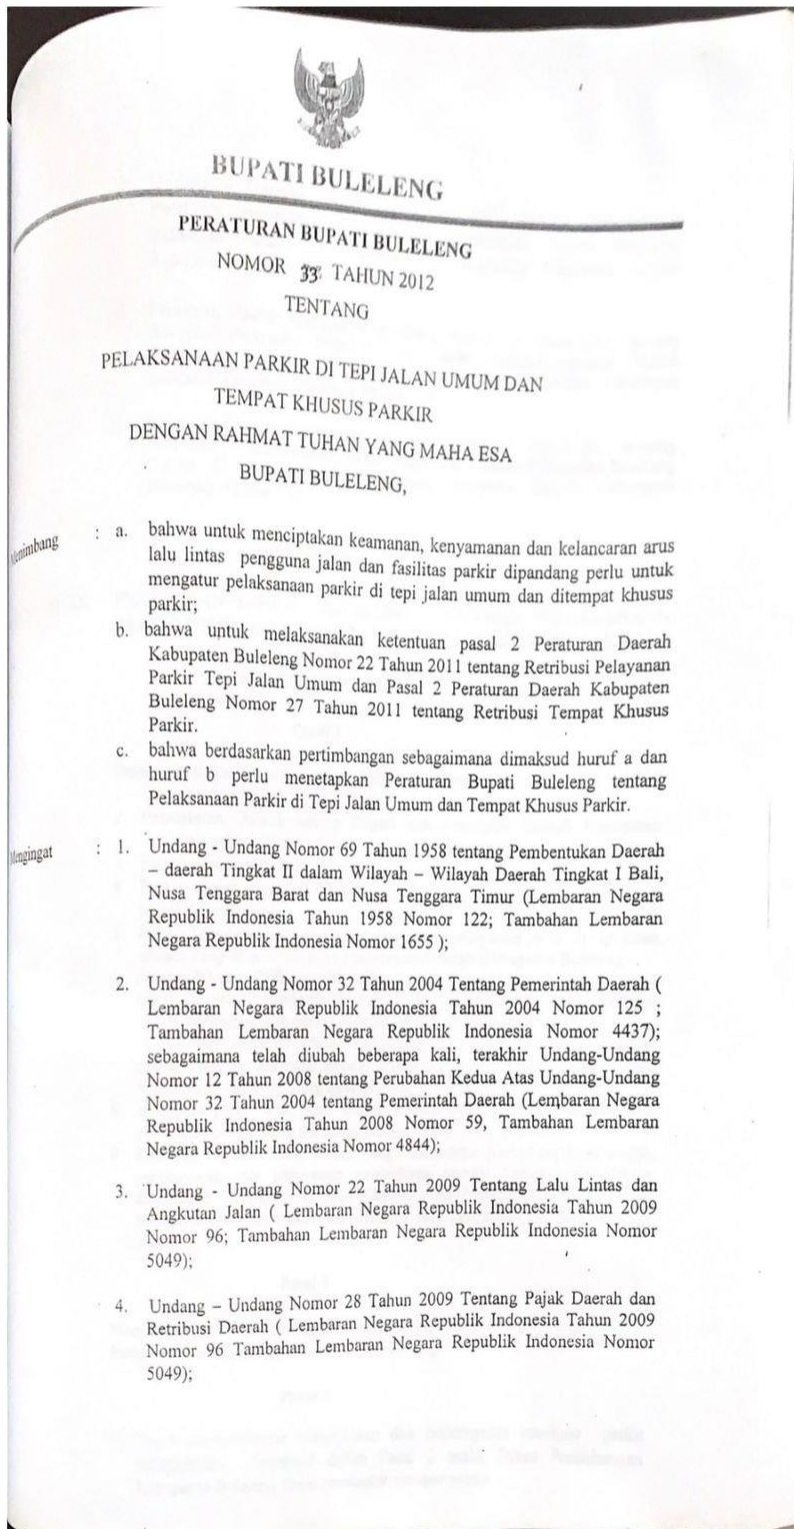 BUPATI BULELENG
PERATURAN BUPATI BULELENG
NOMOR 33 TAHUN 2012
TENTANG
PELAKSANAAN PARKIR DI TEPI JALAN UMUM DAN
TEMPAT KHUSUS PARKIR
DENGAN RAHMAT TUHAN YANG MAHA ESA
BUPATI BULELENG,
Menimbang : a. bahwa untuk menciptakan keamanan, kenyamanan dan kelancaran arus
lalu lintas pengguna jalan dan fasilitas parkir dipandang perlu untuk
mengatur pelaksanaan parkir di tepi jalan umum dan ditempat khusus
parkir;
b. bahwa untuk melaksanakan ketentuan pasal 2 Peraturan Daerah
Kabupaten Buleleng Nomor 22 Tahun 2011 tentang Retribusi Pelayanan
Parkir Tepi Jalan Umum dan Pasal 2 Peraturan Daerah Kabupaten
Buleleng Nomor 27 Tahun 2011 tentang Retribusi Tempat Khusus
Parkir.
c. bahwa berdasarkan pertimbangan sebagaimana dimaksud huruf a dan
huruf b perlu menetapkan Peraturan Bupati Buleleng tentang
Pelaksanaan Parkir di Tepi Jalan Umum dan Tempat Khusus Parkir.
Mengingat : 1. Undang - Undang Nomor 69 Tahun 1958 tentang Pembentukan Daerah
– daerah Tingkat II dalam Wilayah – Wilayah Daerah Tingkat I Bali,
Nusa Tenggara Barat dan Nusa Tenggara Timur (Lembaran Negara
Republik Indonesia Tahun 1958 Nomor 122; Tambahan Lembaran
Negara Republik Indonesia Nomor 1655 );
2. Undang - Undang Nomor 32 Tahun 2004 Tentang Pemerintah Daerah (
Lembaran Negara Republik Indonesia Tahun 2004 Nomor 125 ;
Tambahan Lembaran Negara Republik Indonesia Nomor 4437);
sebagaimana telah diubah beberapa kali, terakhir Undang-Undang
Nomor 12 Tahun 2008 tentang Perubahan Kedua Atas Undang-Undang
Nomor 32 Tahun 2004 tentang Pemerintah Daerah (Lembaran Negara
Republik Indonesia Tahun 2008 Nomor 59, Tambahan Lembaran
Negara Republik Indonesia Nomor 4844);
3. Undang - Undang Nomor 22 Tahun 2009 Tentang Lalu Lintas dan
Angkutan Jalan ( Lembaran Negara Republik Indonesia Tahun 2009
Nomor 96; Tambahan Lembaran Negara Republik Indonesia Nomor
5049);
4. Undang – Undang Nomor 28 Tahun 2009 Tentang Pajak Daerah dan
Retribusi Daerah ( Lembaran Negara Republik Indonesia Tahun 2009
Nomor 96 Tambahan Lembaran Negara Republik Indonesia Nomor
5049);